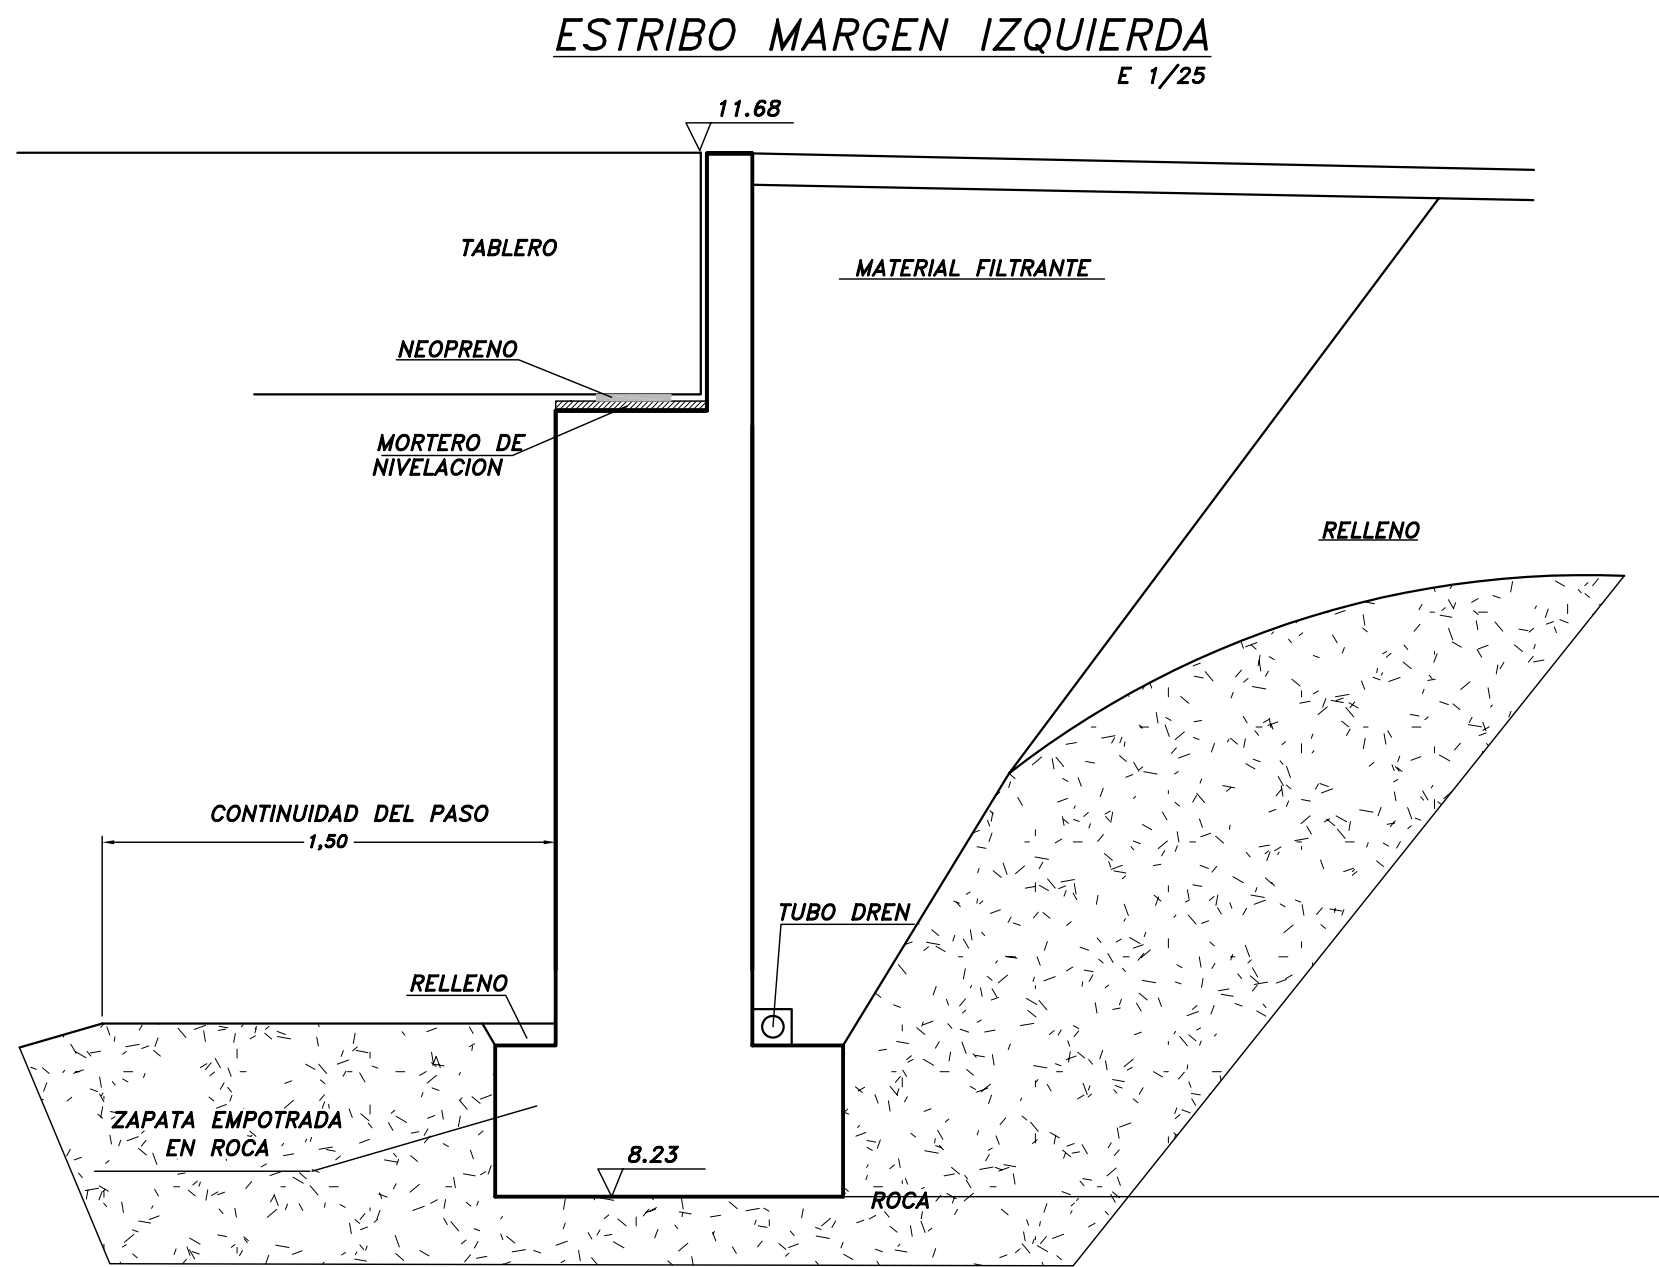 ESTRIBO MARGEN IZQUIERDA
E 1/25
11.68
TABLERO
MATERIAL FILTRANTE
NEOPRENO
MORTERO DE
NIVELACION
RELLENO
CONTINUIDAD DEL PASO
1,50
TUBO DREN
RELLENO
ZAPATA EMPOTRADA
EN ROCA
8.23
ROCA